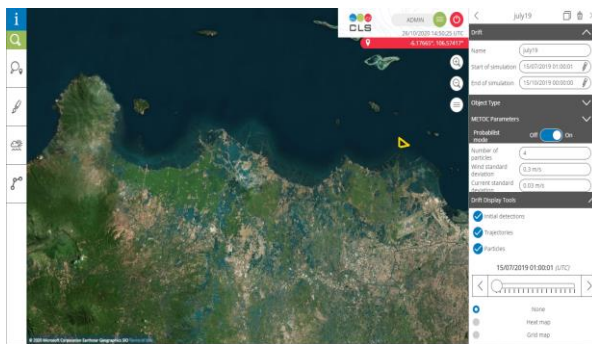 i
CLS
ADMIN
26/10/2020 14:50:25 UTC
-6.17663°, 106.57417°
july19
Drift
Name
july19
Start of simulation
15/07/2019 01:00:01
End of simulation
15/10/2019 00:00:00
Object Type
METOC Parameters
Probabilist mode
Off
On
Number of particles
4
Wind standard deviation
0.3 m/s
Current standard deviation
0.03 m/s
Drift Display Tools
Initial detections
Trajectories
Particles
15/07/2019 01:00:01 (UTC)
None
Heat map
Grid map
© 2020 Microsoft Corporation Earthstar Geographics SIO Terms of Use